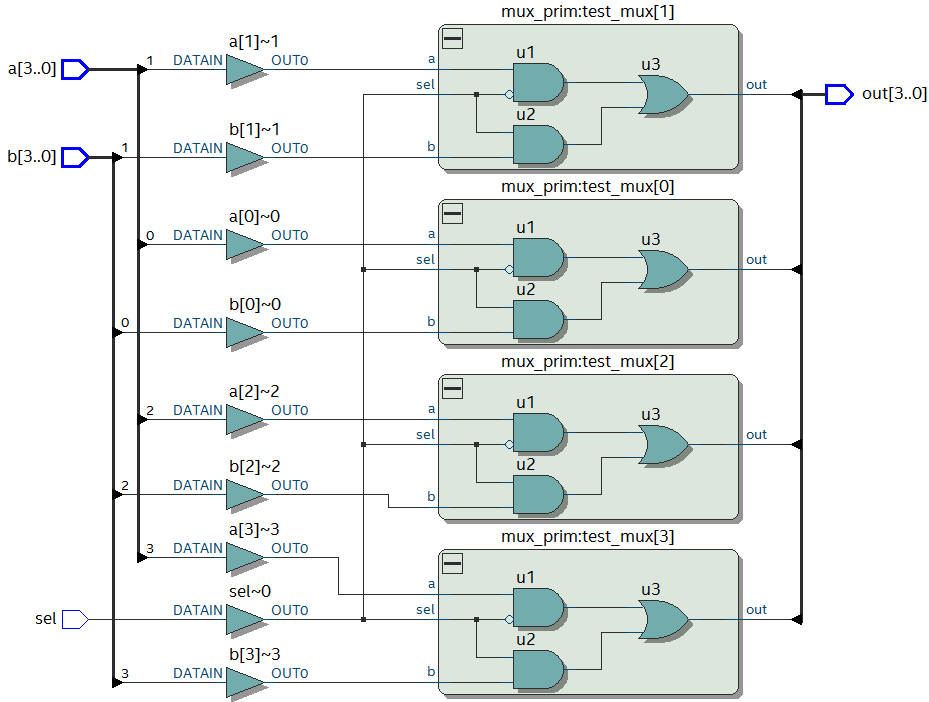 mux_prim:test_mux[1]
a[3..0] 1 DATAIN a[1]~1 OUT0 a u1 u3
sel out out[3..0]
u2
b[3..0] 1 DATAIN b[1]~1 OUT0 b
mux_prim:test_mux[0]
0 DATAIN a[0]~0 OUT0 a u1 u3
sel out
u2
0 DATAIN b[0]~0 OUT0 b
mux_prim:test_mux[2]
2 DATAIN a[2]~2 OUT0 a u1 u3
sel out
u2
2 DATAIN b[2]~2 OUT0 b
mux_prim:test_mux[3]
3 DATAIN a[3]~3 OUT0 a u1 u3
sel DATAIN sel~0 OUT0 sel out
u2
3 DATAIN b[3]~3 OUT0 b